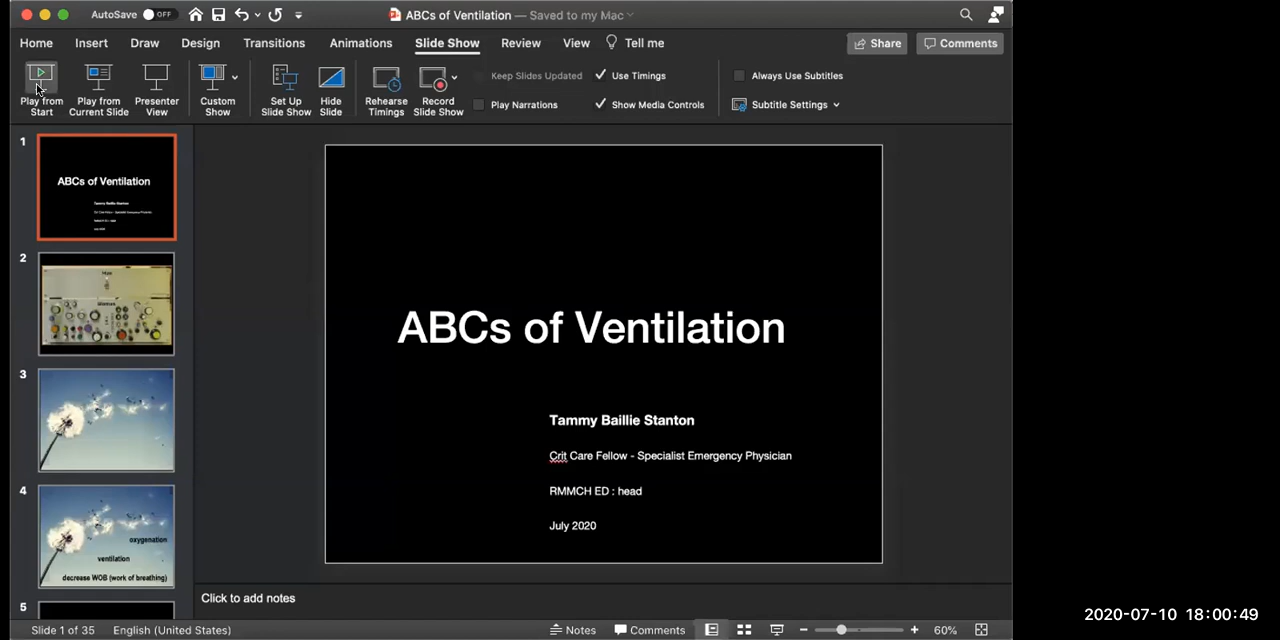 AutoSave OFF
ABCs of Ventilation — Saved to my Mac
Home Insert Draw Design Transitions Animations Slide Show Review View Tell me Share Comments
Play from Start
Play from Current Slide
Presenter View
Custom Show
Set Up Slide Show
Hide Slide
Rehearse Timings
Record Slide Show
Keep Slides Updated
Play Narrations
Use Timings
Show Media Controls
Always Use Subtitles
Subtitle Settings
1
ABCs of Ventilation
Tammy Baillie Stanton
2
3
4
oxygenation
ventilation
decrease WOB (work of breathing)
5
ABCs of Ventilation
Tammy Baillie Stanton
Crit Care Fellow - Specialist Emergency Physician
RMMCH ED : head
July 2020
Click to add notes
Slide 1 of 35 English (United States) Notes Comments 60%
2020-07-10 18:00:49